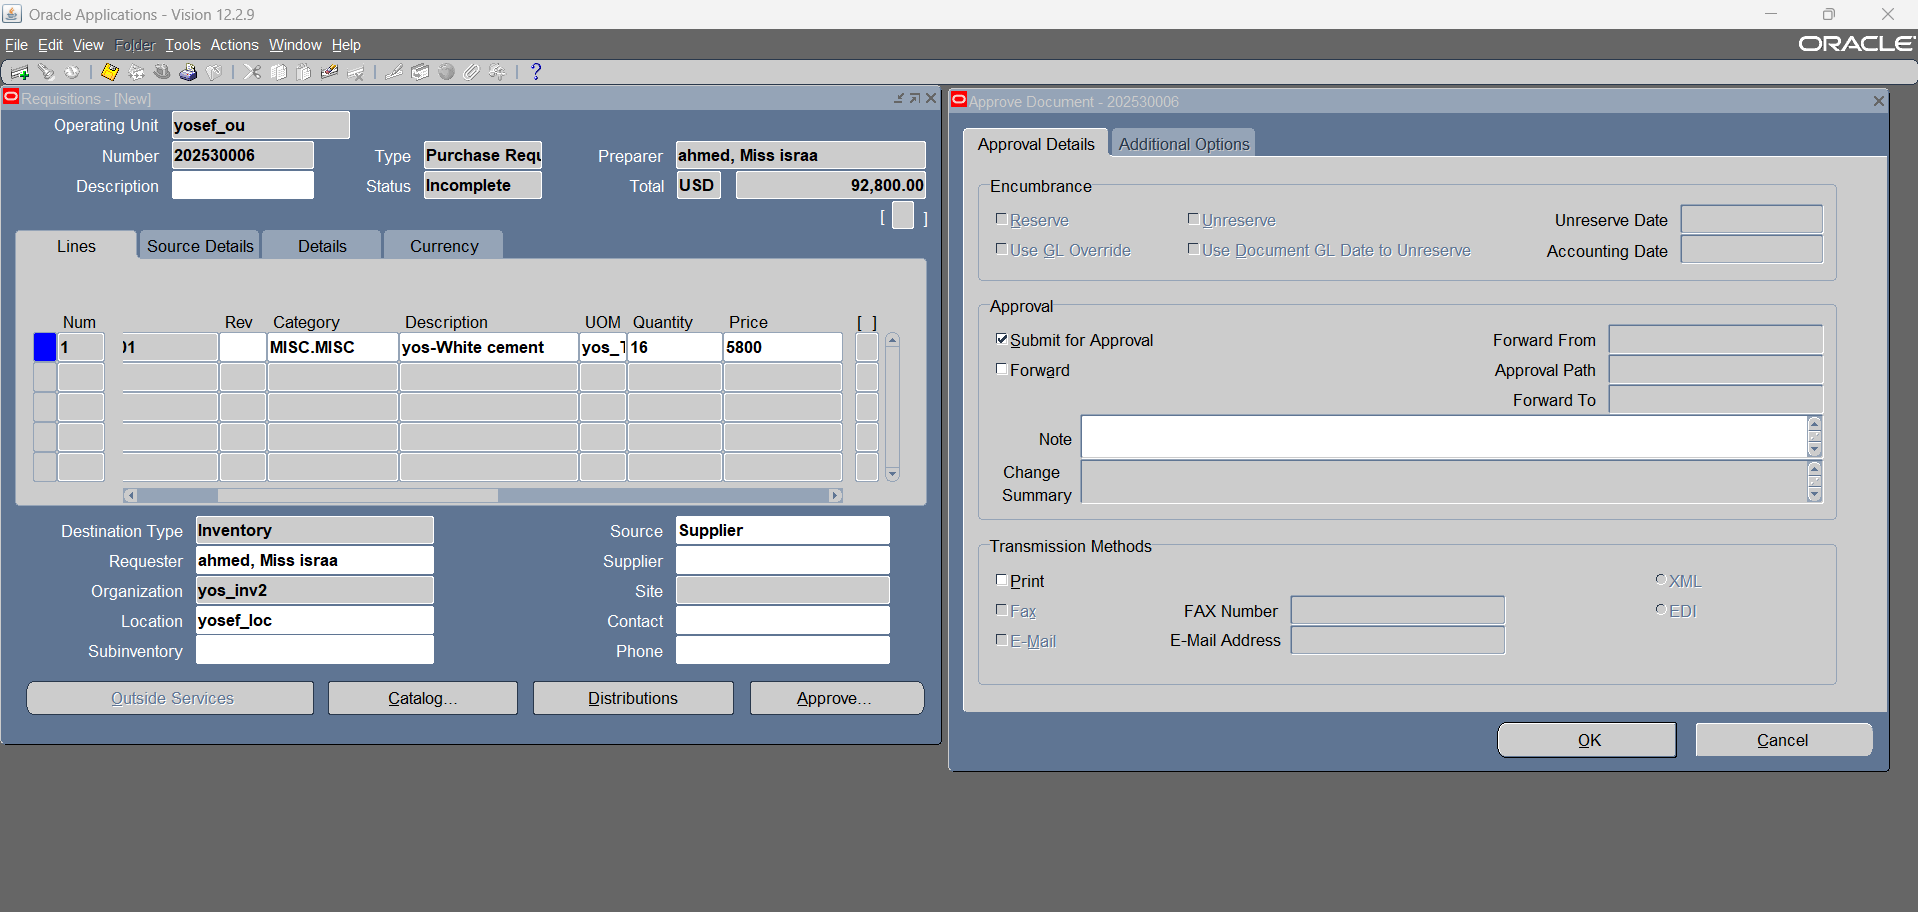 Oracle Applications - Vision 12.2.9
File Edit View Folder Tools Actions Window Help
ORACLE
Requisitions - [New]
Operating Unit yosef_ou
Number 202530006 Type Purchase Requ Preparer ahmed, Miss israa
Description Status Incomplete Total USD 92,800.00
[ ]
Lines Source Details Details Currency
Num Rev Category Description UOM Quantity Price [ ]
1 01 MISC.MISC yos-White cement yos_T 16 5800
Destination Type Inventory Source Supplier
Requester ahmed, Miss israa Supplier
Organization yos_inv2 Site
Location yosef_loc Contact
Subinventory Phone
Outside Services Catalog... Distributions Approve...
Approve Document - 202530006
Approval Details Additional Options
Encumbrance
Reserve Unreserve Unreserve Date
Use GL Override Use Document GL Date to Unreserve Accounting Date
Approval
Submit for Approval Forward From
Forward Approval Path
Forward To
Note
Change
Summary
Transmission Methods
Print XML
Fax FAX Number EDI
E-Mail E-Mail Address
OK Cancel